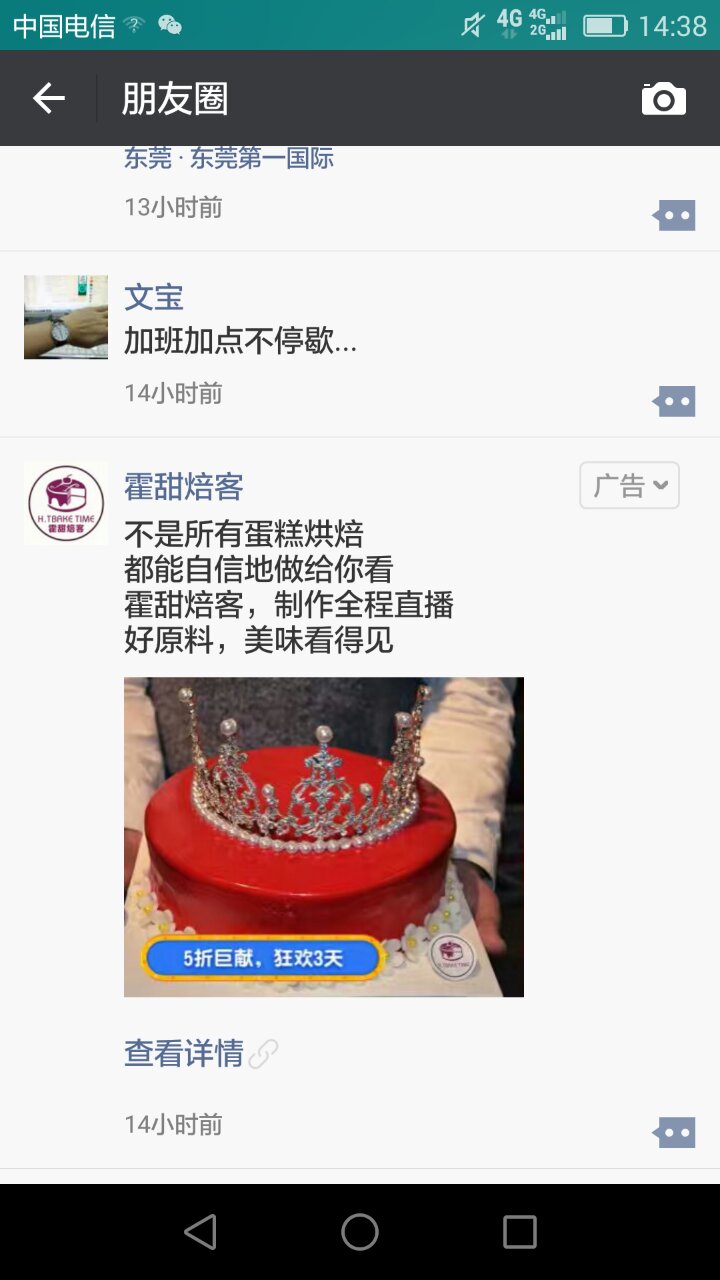 中国电信
4G 4G 2G 14:38
朋友圈
东莞 · 东莞第一国际
13小时前
文宝
加班加点不停歇...
14小时前
H.TBAKE TIME
霍甜焙客
霍甜焙客
广告
不是所有蛋糕烘焙
都能自信地做给你看
霍甜焙客，制作全程直播
好原料，美味看得见
5折巨献，狂欢3天
H.TBAKE TIME
查看详情
14小时前